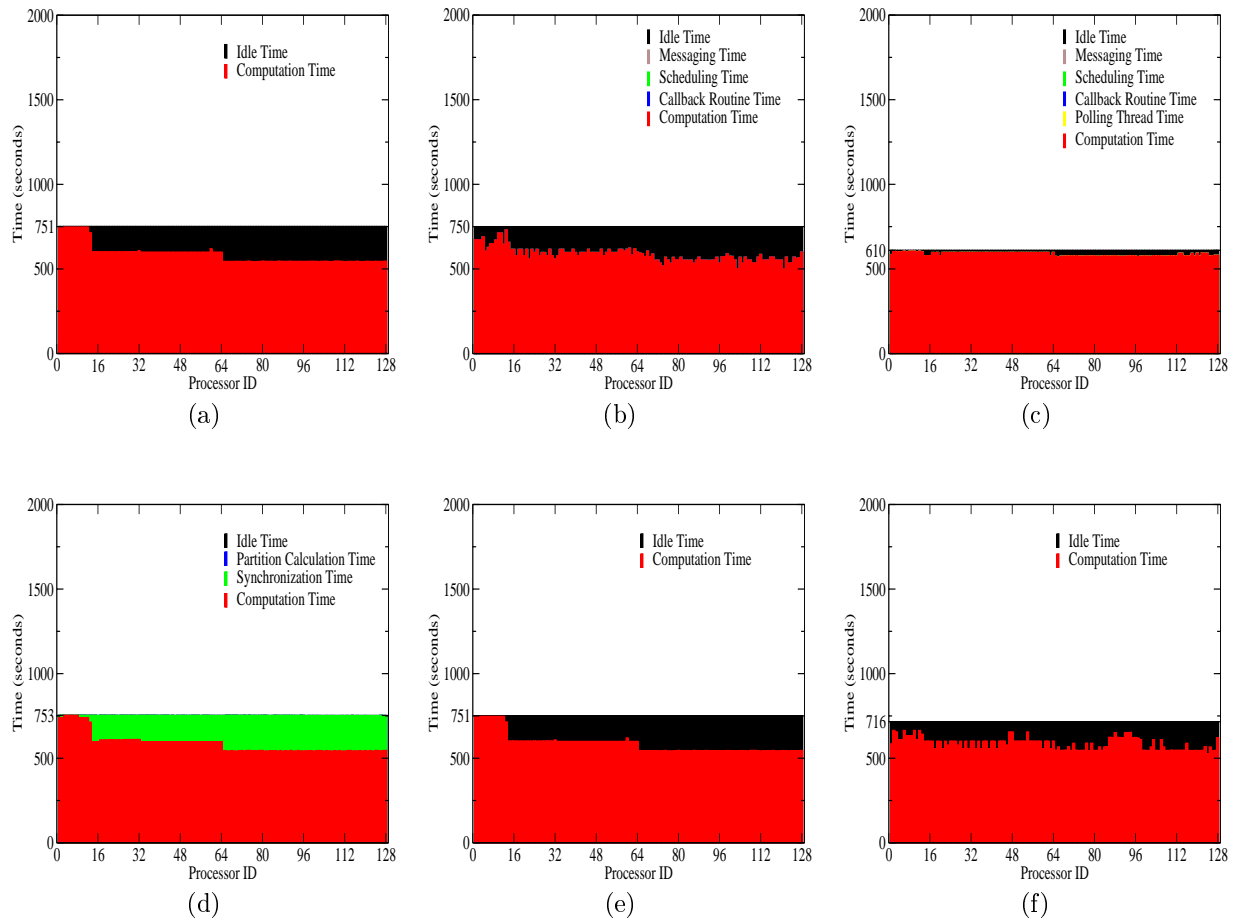 2000
1500
1000
751
500
0
Time (seconds)
Idle Time
Computation Time
0 16 32 48 64 80 96 112 128
Processor ID
(a)
2000
1500
1000
750
500
0
Time (seconds)
Idle Time
Messaging Time
Scheduling Time
Callback Routine Time
Computation Time
0 16 32 48 64 80 96 112 128
Processor ID
(b)
2000
1500
1000
610
500
0
Time (seconds)
Idle Time
Messaging Time
Scheduling Time
Callback Routine Time
Polling Thread Time
Computation Time
0 16 32 48 64 80 96 112 128
Processor ID
(c)
2000
1500
1000
753
500
0
Time (seconds)
Idle Time
Partition Calculation Time
Synchronization Time
Computation Time
0 16 32 48 64 80 96 112 128
Processor ID
(d)
2000
1500
1000
751
500
0
Time (seconds)
Idle Time
Computation Time
0 16 32 48 64 80 96 112 128
Processor ID
(e)
2000
1500
1000
716
500
0
Time (seconds)
Idle Time
Computation Time
0 16 32 48 64 80 96 112 128
Processor ID
(f)